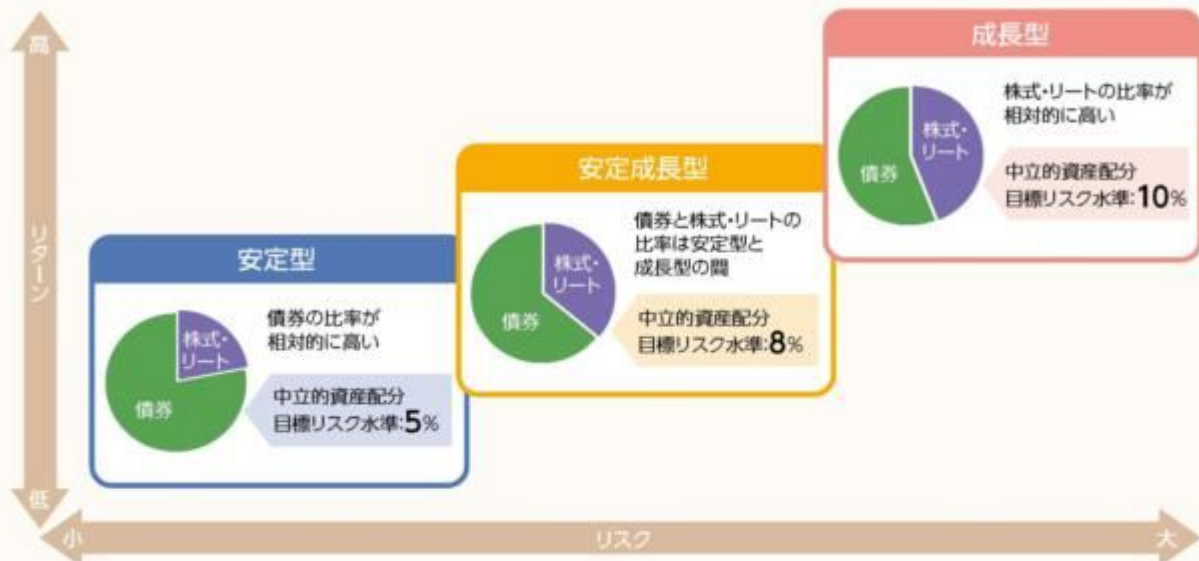 高
リターン
低
小
リスク
大
安定型
株式・
リート
債券
債券の比率が
相対的に高い
中立的資産配分
目標リスク水準:5%
安定成長型
株式・
リート
債券
債券と株式・リートの
比率は安定型と
成長型の間
中立的資産配分
目標リスク水準:8%
成長型
株式・
リート
債券
株式・リートの比率が
相対的に高い
中立的資産配分
目標リスク水準:10%